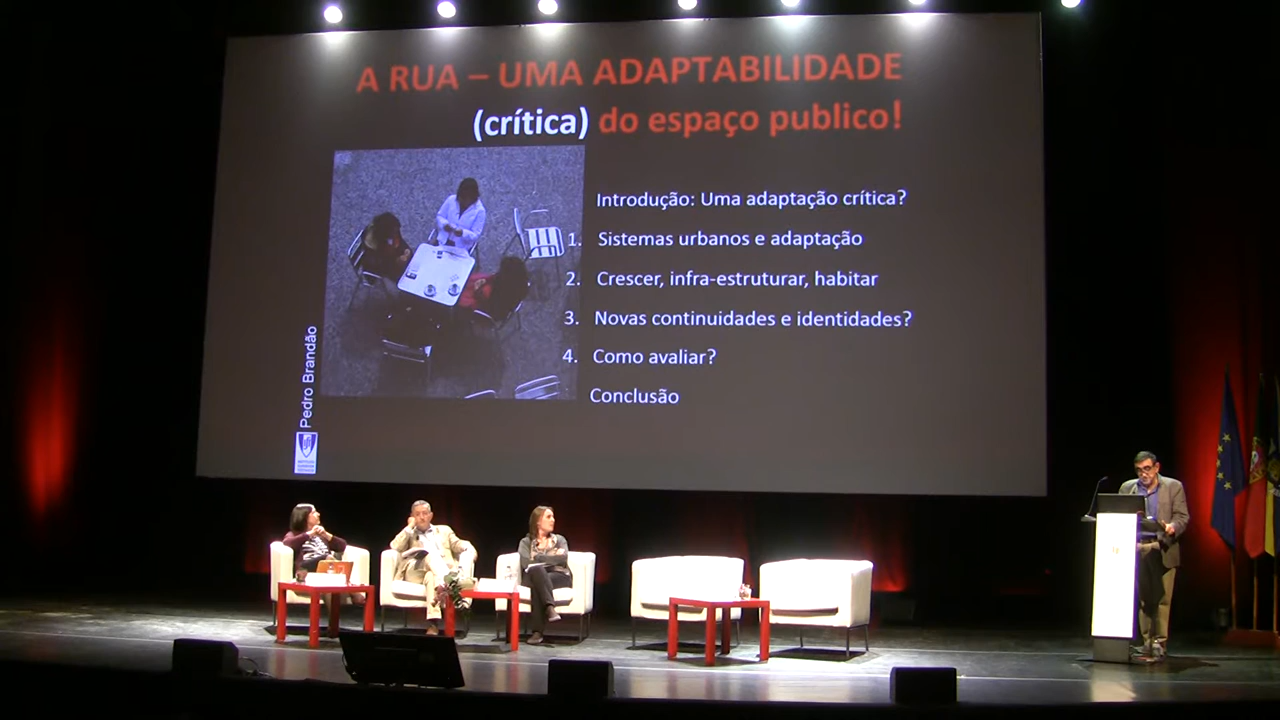 A RUA – UMA ADAPTABILIDADE
(crítica) do espaço publico!
Introdução: Uma adaptação crítica?
1. Sistemas urbanos e adaptação
2. Crescer, infra-estruturar, habitar
3. Novas continuidades e identidades?
4. Como avaliar?
Conclusão
Pedro Brandão